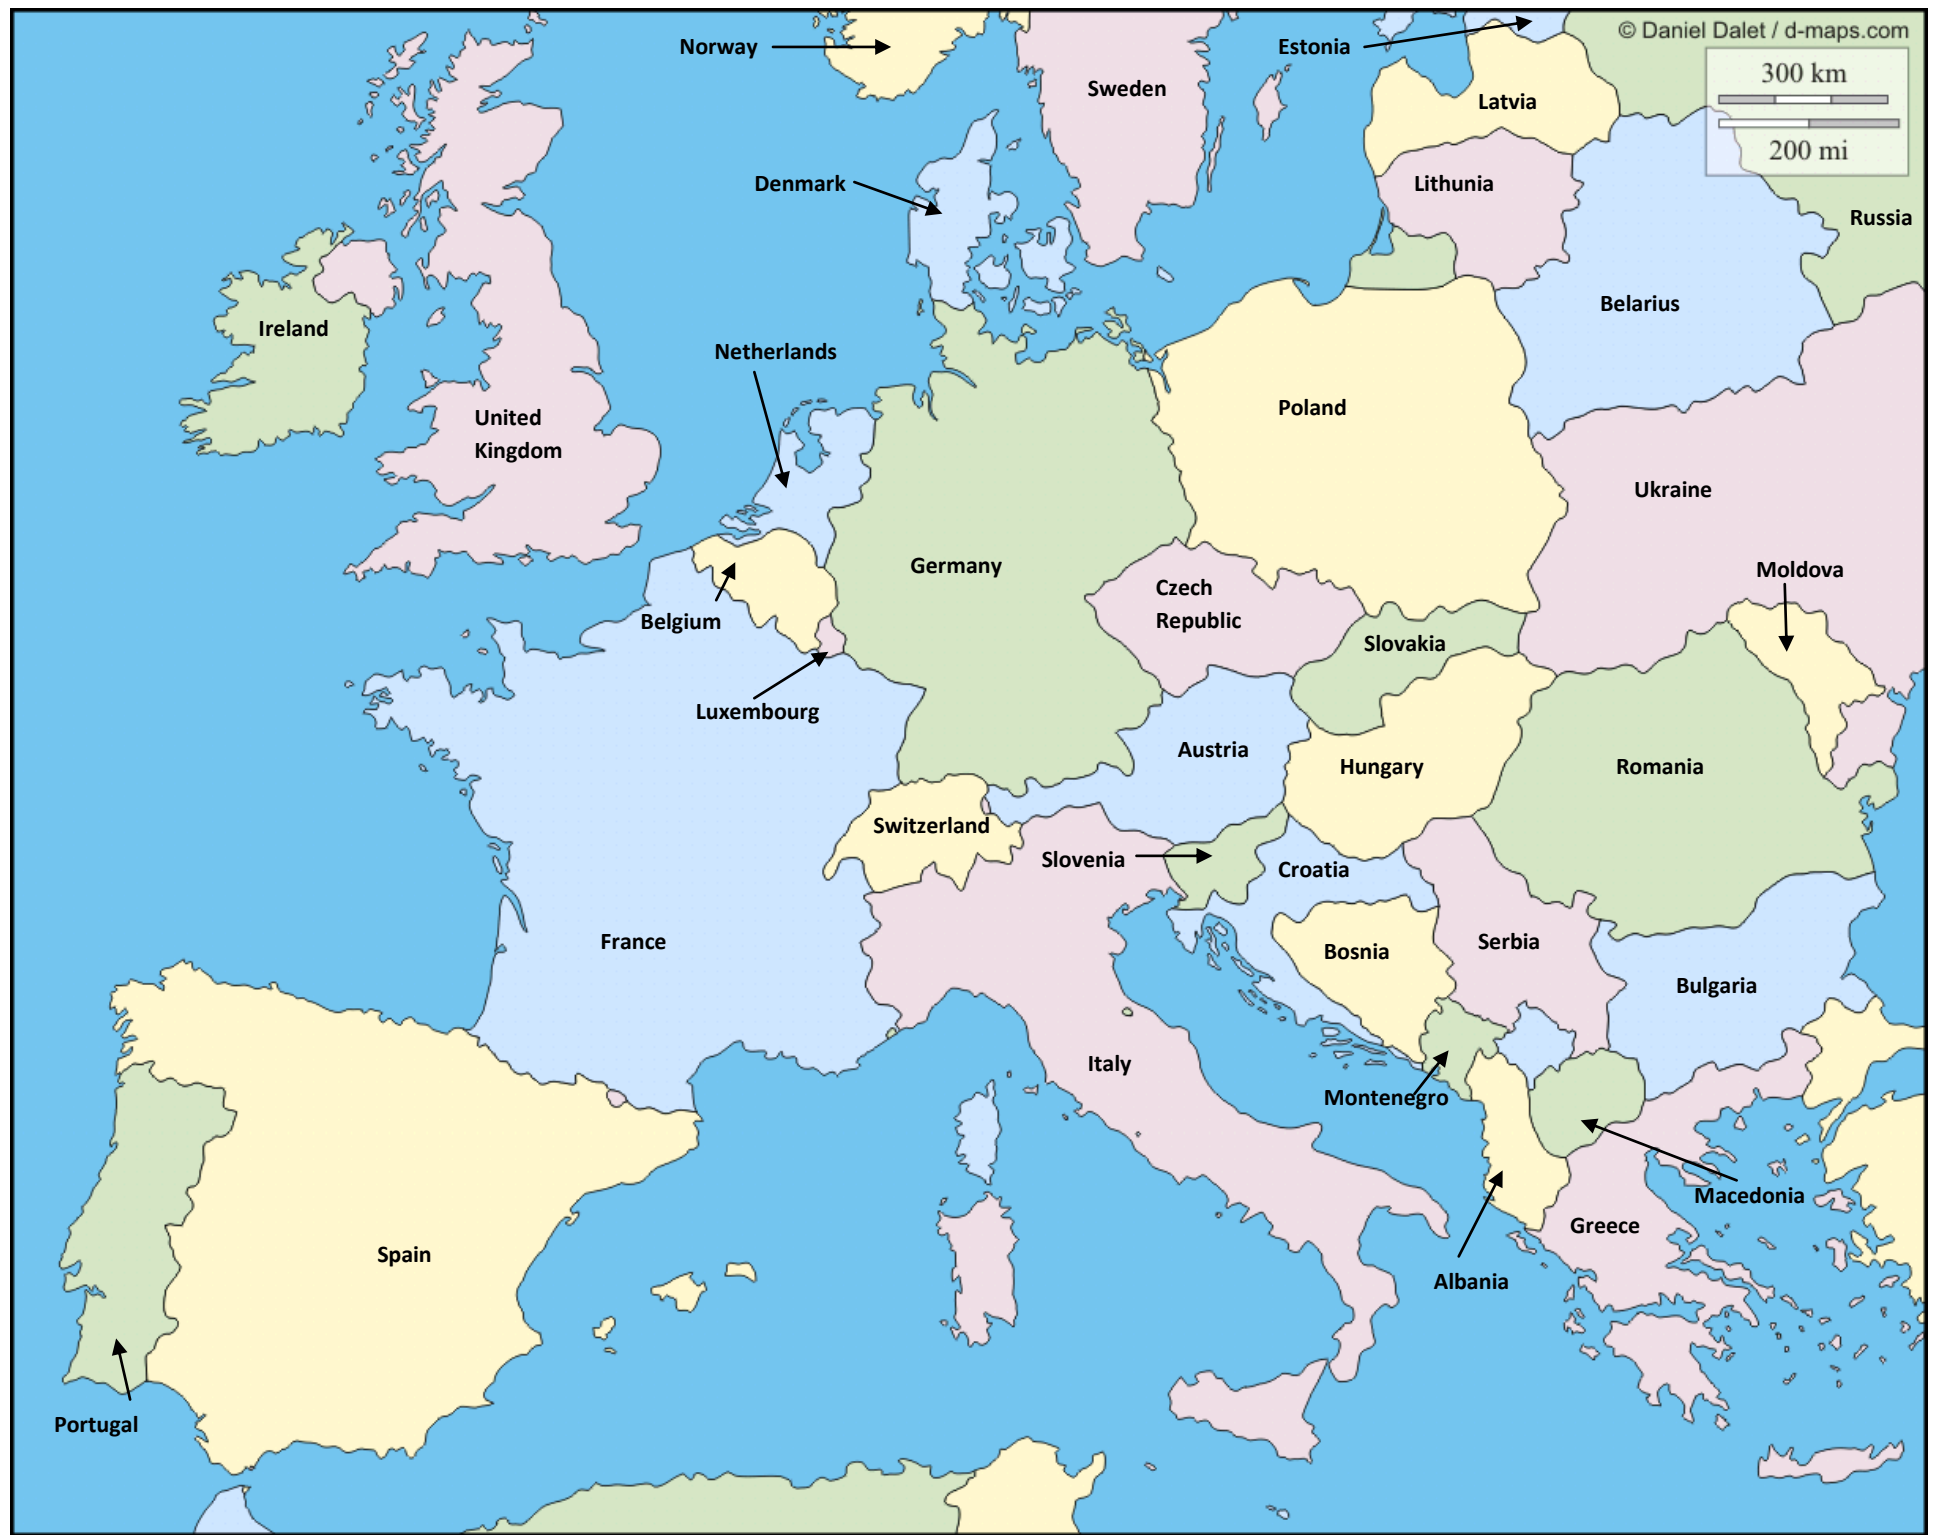 © Daniel Dalet / d-maps.com
Norway
Estonia
300 km
Sweden
Latvia
200 mi
Denmark
Lithunia
Russia
Belarius
Ireland
Netherlands
Poland
United
Kingdom
Ukraine
Germany
Moldova
Czech
Republic
Belgium
Slovakia
Luxembourg
Austria
Hungary
Romania
Switzerland
Slovenia
Croatia
France
Serbia
Bosnia
Bulgaria
Italy
Montenegro
Macedonia
Greece
Spain
Albania
Portugal